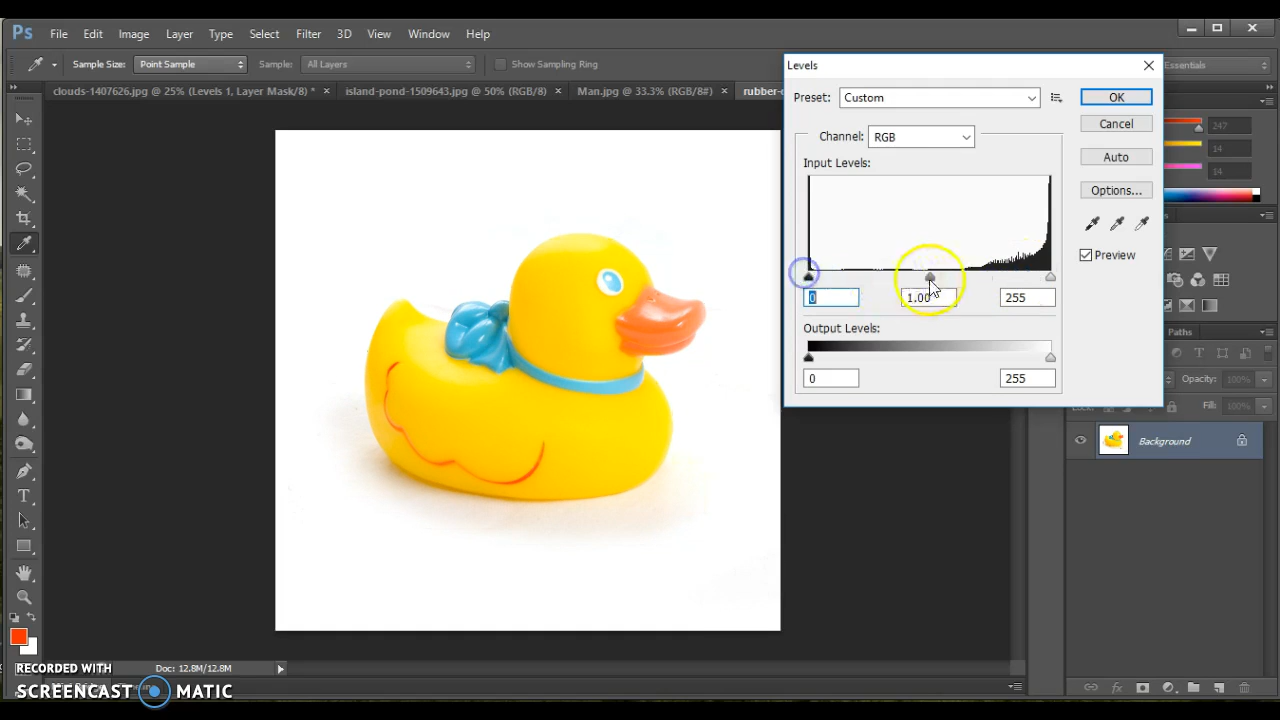 Ps File Edit Image Layer Type Select Filter 3D View Window Help
Sample Size: Point Sample Sample: All Layers Show Sampling Ring Essentials
clouds-1407626.jpg @ 25% (Levels 1, Layer Mask/8) * × island-pond-1509643.jpg @ 50% (RGB/8) × Man.jpg @ 33.3% (RGB/8#) × rubber-
Levels
Preset: Custom
OK
Channel: RGB
Cancel
Input Levels:
Auto
Options...
Preview
0 1.00 255
Output Levels:
0 255
247
14
14
Paths
Opacity: 100%
Lock: Fill: 100%
Background
Doc: 12.8M/12.8M
RECORDED WITH
SCREENCAST MATIC